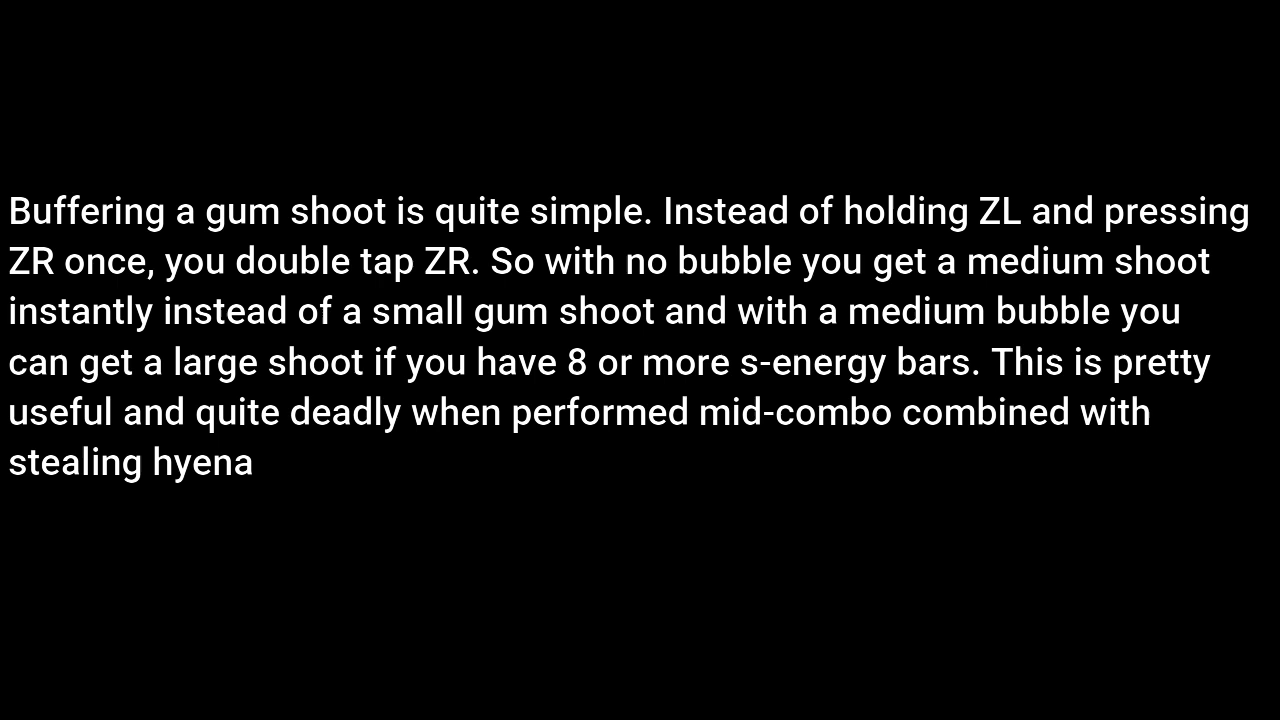 Buffering a gum shoot is quite simple. Instead of holding ZL and pressing
ZR once, you double tap ZR. So with no bubble you get a medium shoot
instantly instead of a small gum shoot and with a medium bubble you
can get a large shoot if you have 8 or more s-energy bars. This is pretty
useful and quite deadly when performed mid-combo combined with
stealing hyena